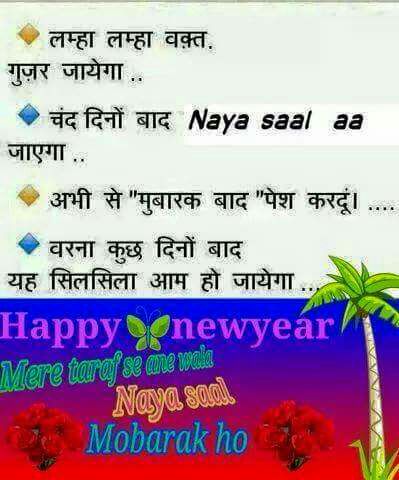 लम्हा लम्हा वक़्त.
गुज़र जायेगा ..
चंद दिनों बाद Naya saal aa
जाएगा ..
अभी से "मुबारक बाद "पेश करदूं। ....
वरना कुछ दिनों बाद
यह सिलसिला आम हो जायेगा ...
Happy newyear
Mere taraf se ane wala
Naya saal
Mobarak ho